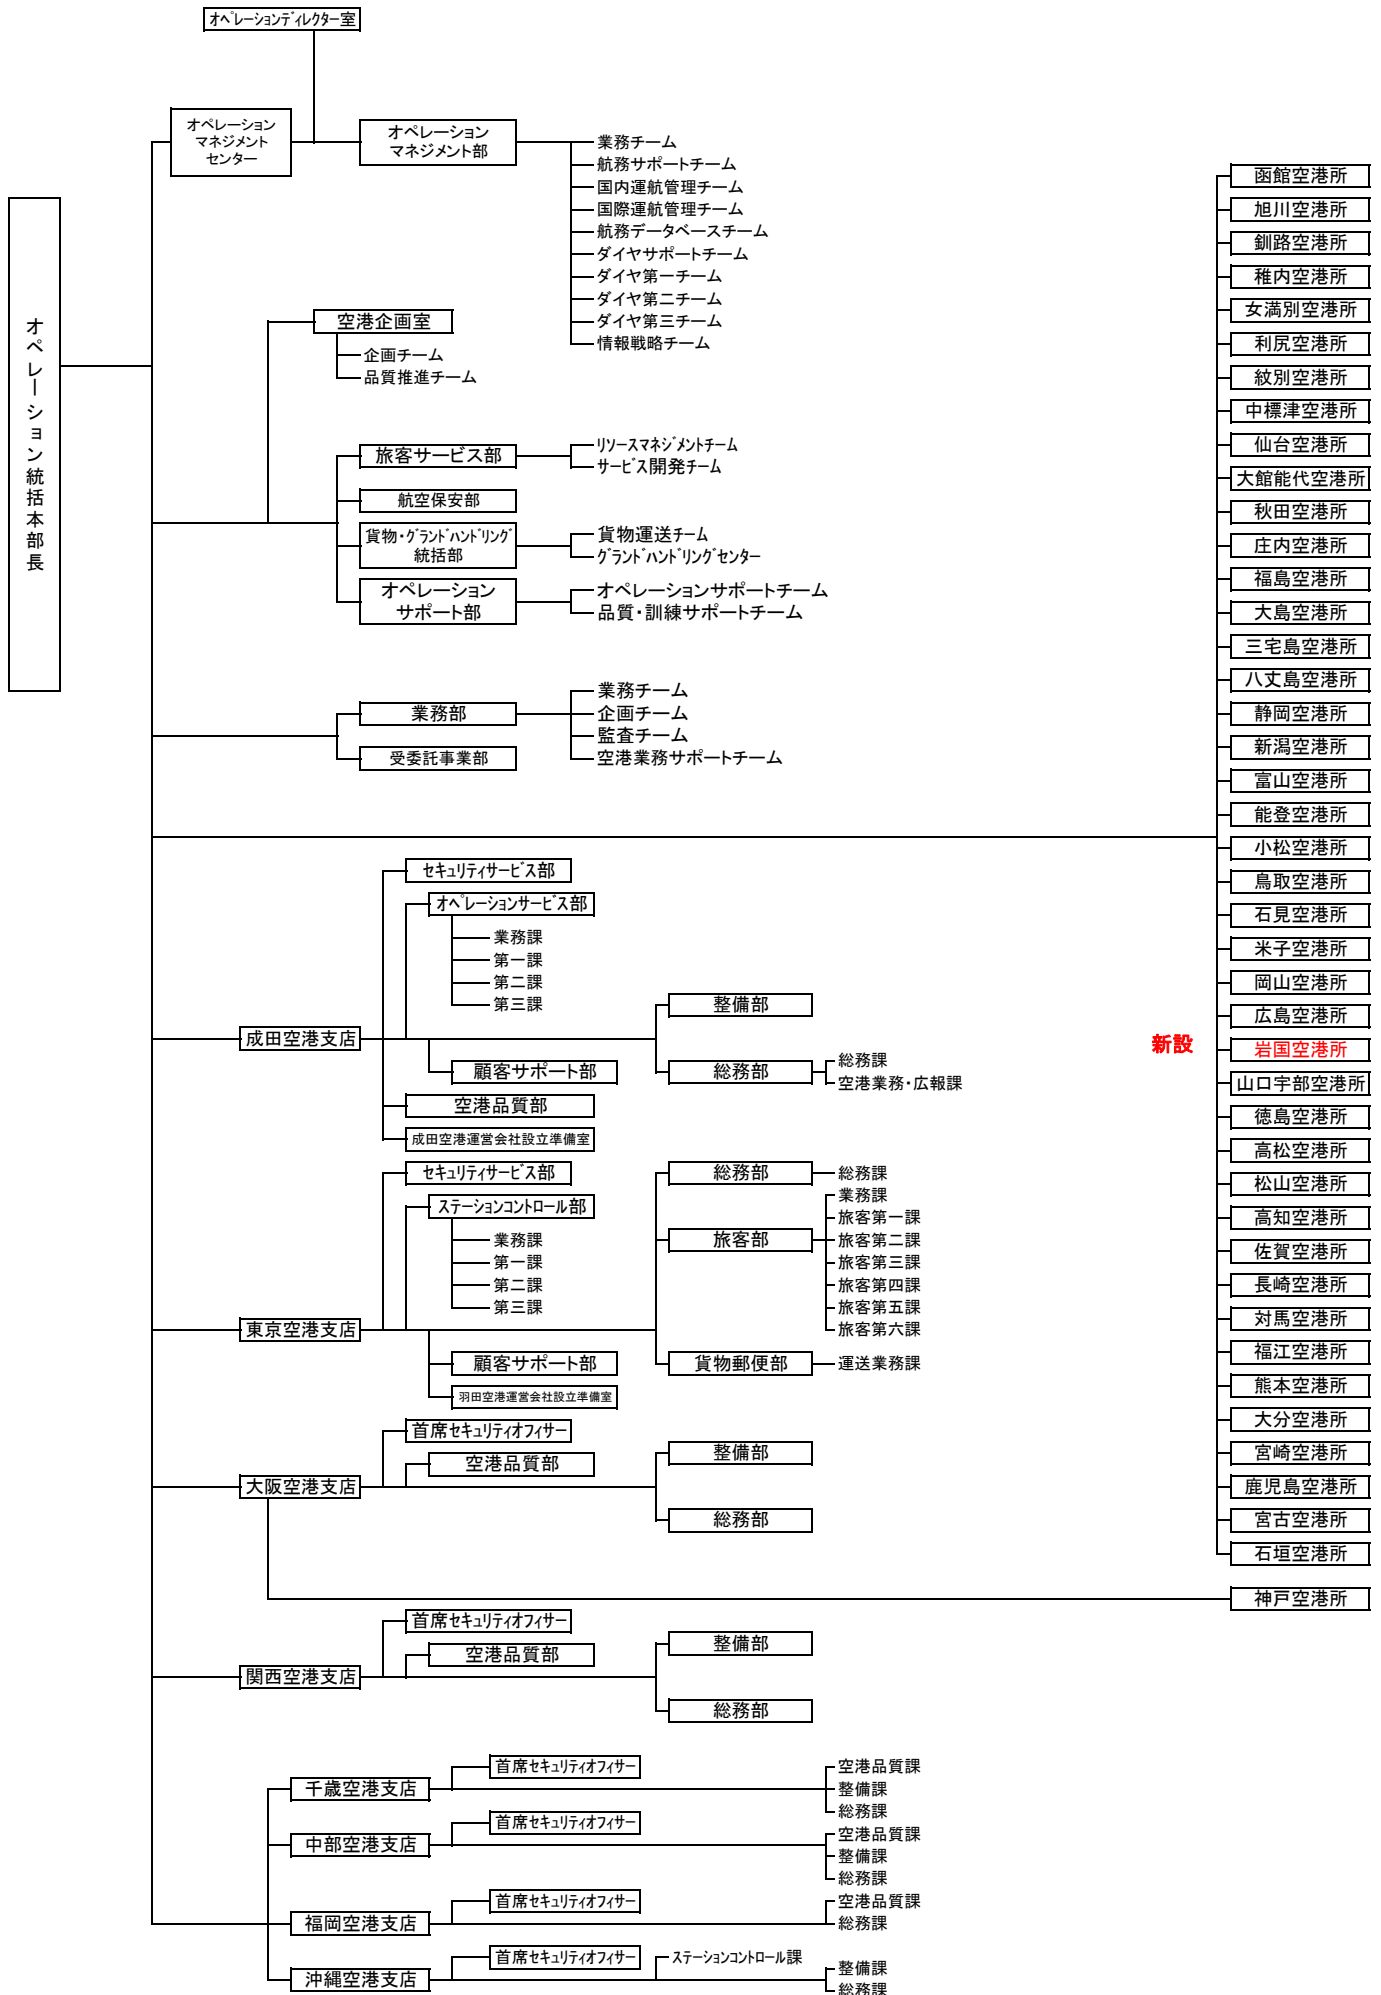 オペレーションディレクター室
オペレーション
マネジメント
センター
オペレーション
マネジメント部
業務チーム
航務サポートチーム
国内運航管理チーム
国際運航管理チーム
航務データベースチーム
ダイヤサポートチーム
ダイヤ第一チーム
ダイヤ第二チーム
ダイヤ第三チーム
情報戦略チーム
オペレーション統括本部長
空港企画室
企画チーム
品質推進チーム
旅客サービス部
リソースマネジメントチーム
サービス開発チーム
航空保安部
貨物・グランドハンドリング
統括部
貨物運送チーム
グランドハンドリングセンター
オペレーション
サポート部
オペレーションサポートチーム
品質・訓練サポートチーム
業務部
業務チーム
企画チーム
監査チーム
空港業務サポートチーム
受委託事業部
成田空港支店
セキュリティサービス部
オペレーションサービス部
業務課
第一課
第二課
第三課
整備部
顧客サポート部
総務部
総務課
空港業務・広報課
空港品質部
成田空港運営会社設立準備室
東京空港支店
セキュリティサービス部
ステーションコントロール部
業務課
第一課
第二課
第三課
総務部
総務課
旅客部
業務課
旅客第一課
旅客第二課
旅客第三課
旅客第四課
旅客第五課
旅客第六課
顧客サポート部
貨物郵便部
運送業務課
羽田空港運営会社設立準備室
大阪空港支店
首席セキュリティオフィサー
空港品質部
整備部
総務部
関西空港支店
首席セキュリティオフィサー
空港品質部
整備部
総務部
千歳空港支店
首席セキュリティオフィサー
空港品質課
整備課
総務課
中部空港支店
首席セキュリティオフィサー
空港品質課
整備課
総務課
福岡空港支店
首席セキュリティオフィサー
空港品質課
総務課
沖縄空港支店
首席セキュリティオフィサー
ステーションコントロール課
整備課
総務課
函館空港所
旭川空港所
釧路空港所
稚内空港所
女満別空港所
利尻空港所
紋別空港所
中標津空港所
仙台空港所
大館能代空港所
秋田空港所
庄内空港所
福島空港所
大島空港所
三宅島空港所
八丈島空港所
静岡空港所
新潟空港所
富山空港所
能登空港所
小松空港所
鳥取空港所
石見空港所
米子空港所
岡山空港所
広島空港所
新設
岩国空港所
山口宇部空港所
徳島空港所
高松空港所
松山空港所
高知空港所
佐賀空港所
長崎空港所
対馬空港所
福江空港所
熊本空港所
大分空港所
宮崎空港所
鹿児島空港所
宮古空港所
石垣空港所
神戸空港所